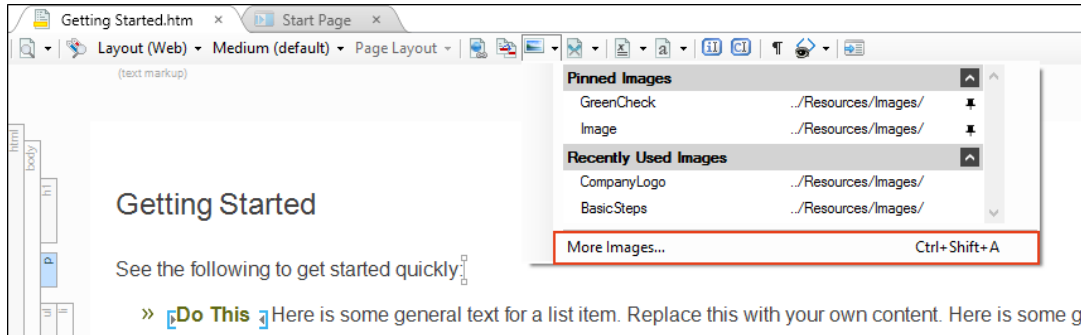 Getting Started.htm × Start Page ×
Layout (Web) Medium (default) Page Layout
(text markup)
Pinned Images
GreenCheck ../Resources/Images/
Image ../Resources/Images/
Recently Used Images
CompanyLogo ../Resources/Images/
BasicSteps ../Resources/Images/
More Images... Ctrl+Shift+A
html
body
h1
Getting Started
p
See the following to get started quickly:
» Do This Here is some general text for a list item. Replace this with your own content. Here is some g